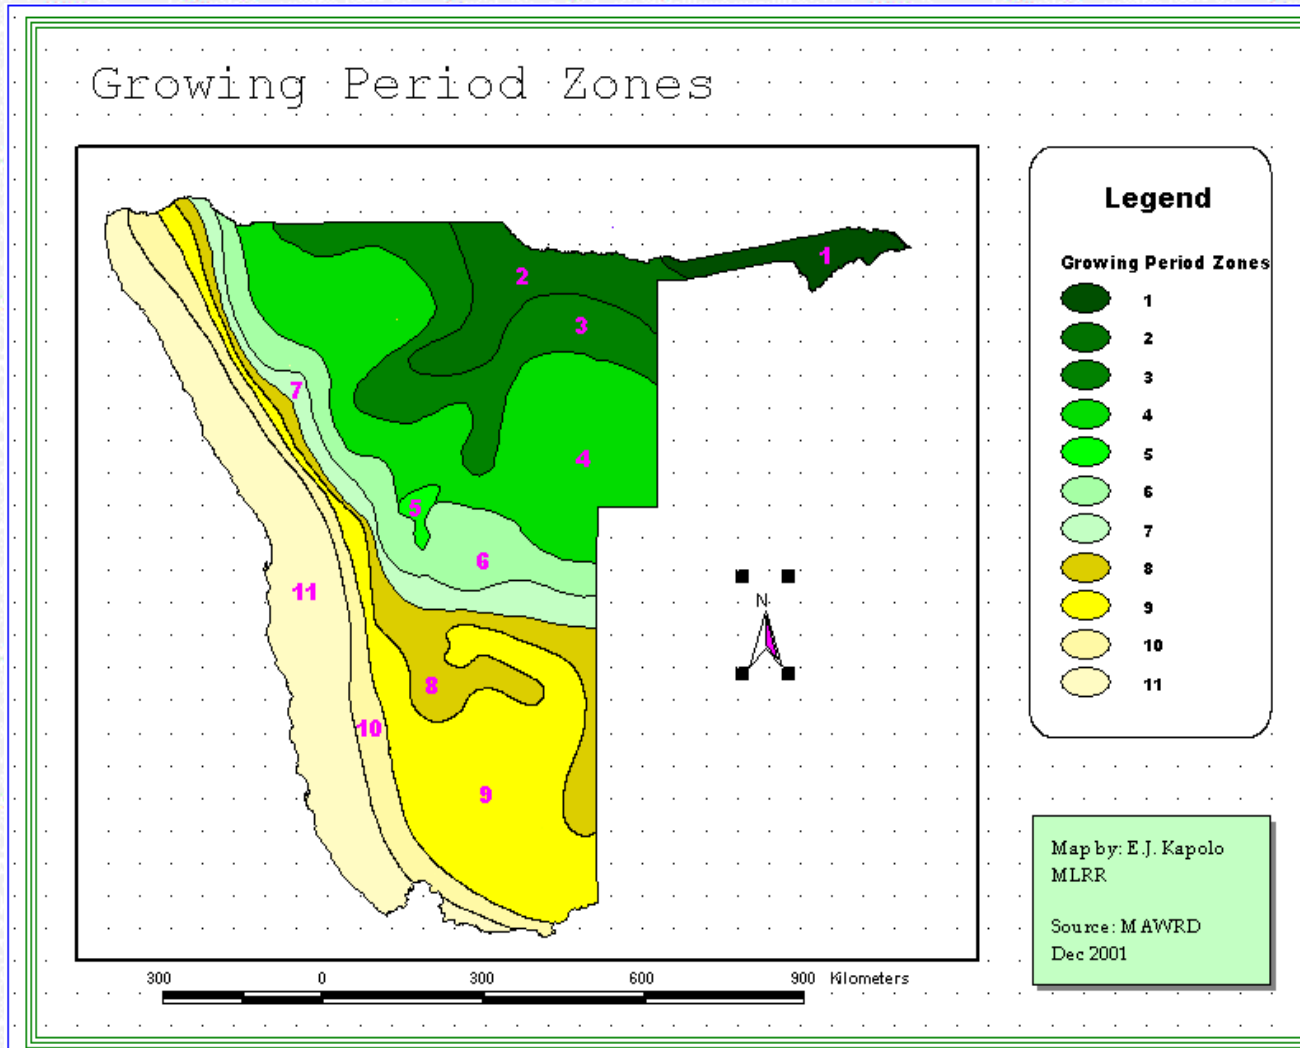 Growing Period Zones
Legend
Growing Period Zones
1
2
3
4
5
6
7
8
9
10
11
1
2
3
7
4
5
6
11
8
10
9
N
Map by: E.J. Kapolo
MLRR
Source: MAWRD
Dec 2001
300 0 300 600 900 Kilometers